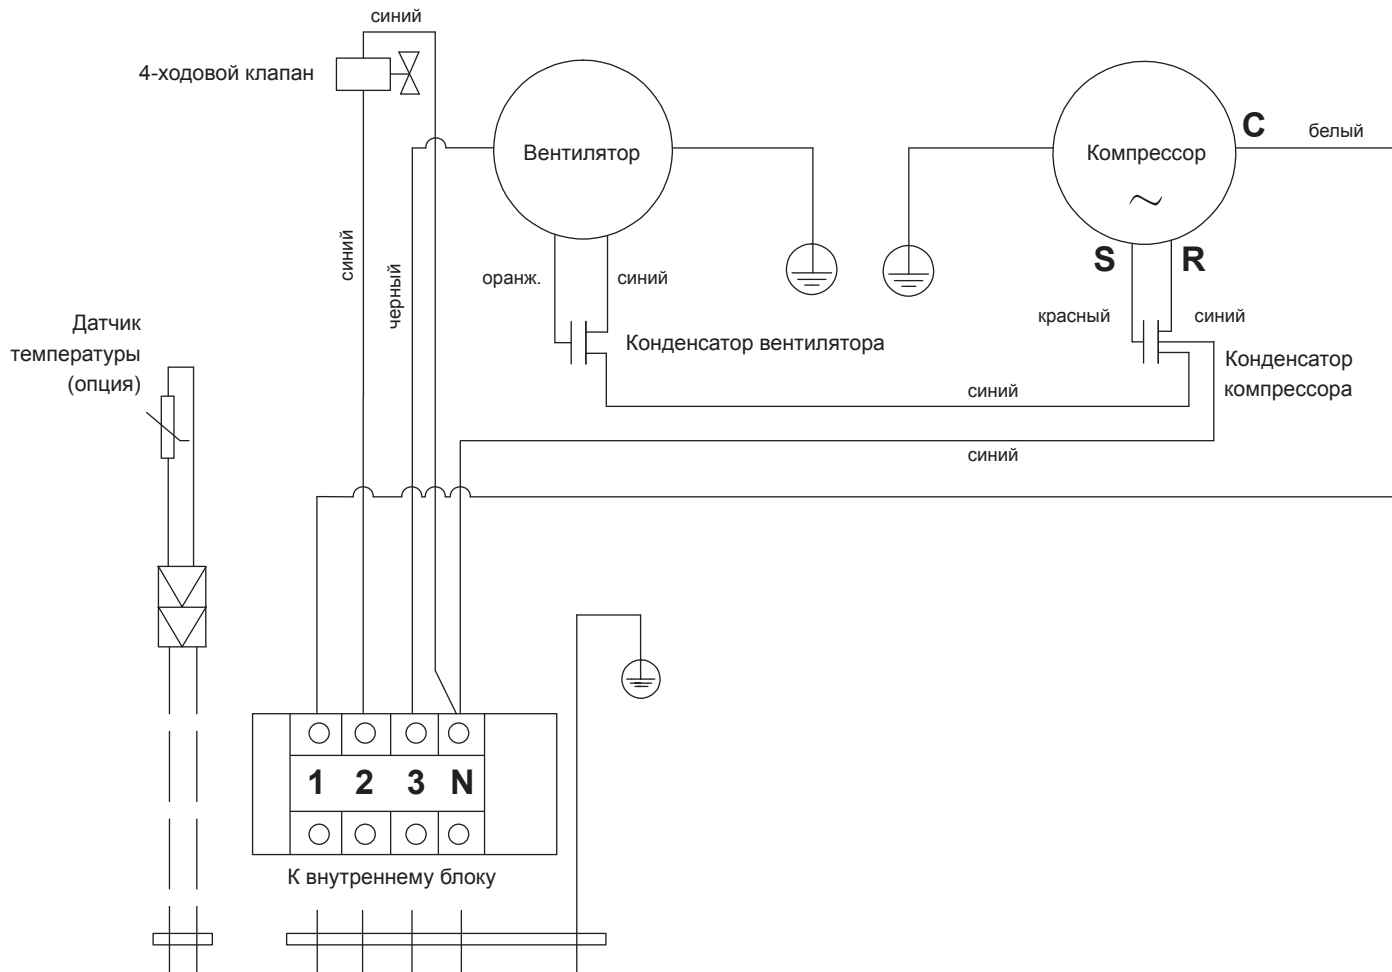 синий
4-ходовой клапан
Вентилятор
Компрессор
C
белый
синий
черный
оранж.
синий
S
R
красный
синий
Датчик
температуры
(опция)
Конденсатор вентилятора
Конденсатор
компрессора
синий
синий
1 2 3 N
К внутреннему блоку